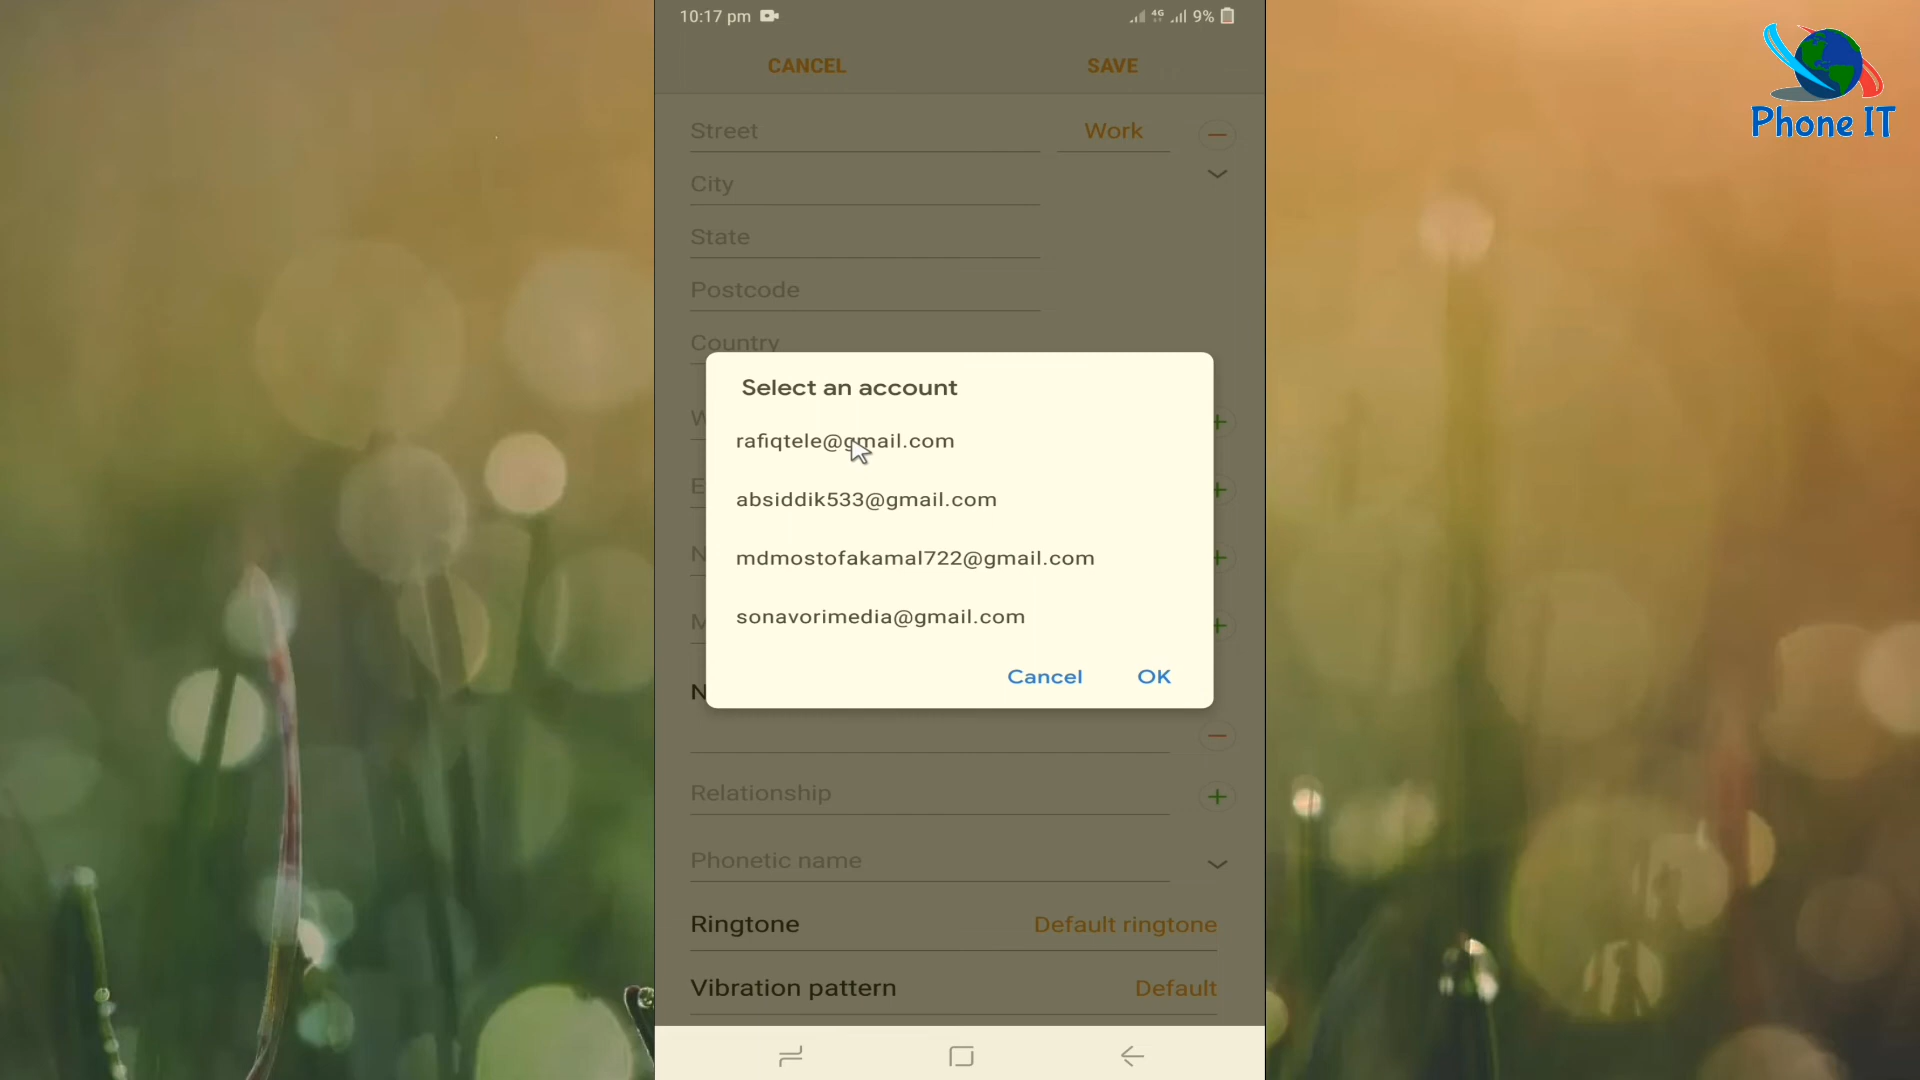 10:17 pm 4G 9%
CANCEL SAVE
Phone IT
Street Work
City
State
Postcode
Country
Select an account
rafiqtele@gmail.com
absiddik533@gmail.com
mdmostofakamal722@gmail.com
sonavorimedia@gmail.com
Cancel OK
W
E
N
M
N
Relationship
Phonetic name
Ringtone Default ringtone
Vibration pattern Default